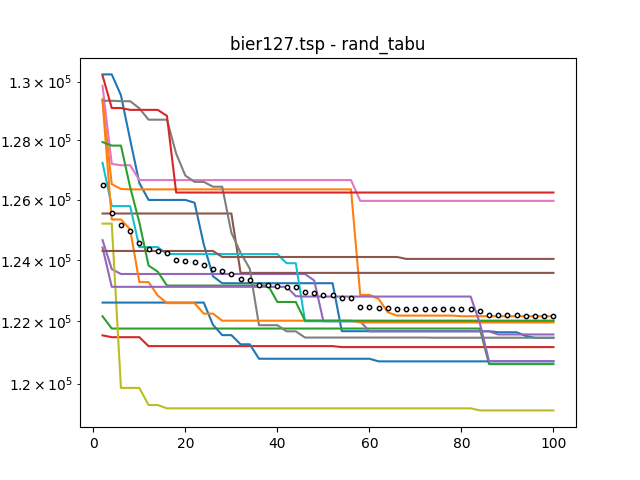 bier127.tsp - rand_tabu
1.3 × 10⁵
1.28 × 10⁵
1.26 × 10⁵
1.24 × 10⁵
1.22 × 10⁵
1.2 × 10⁵
0 20 40 60 80 100